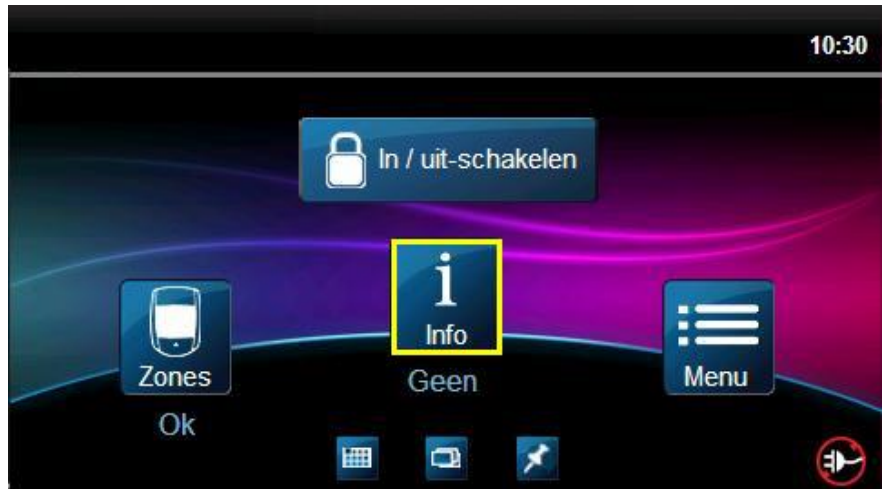 10:30
In / uit-schakelen
i
Info
Geen
Zones
Ok
Menu